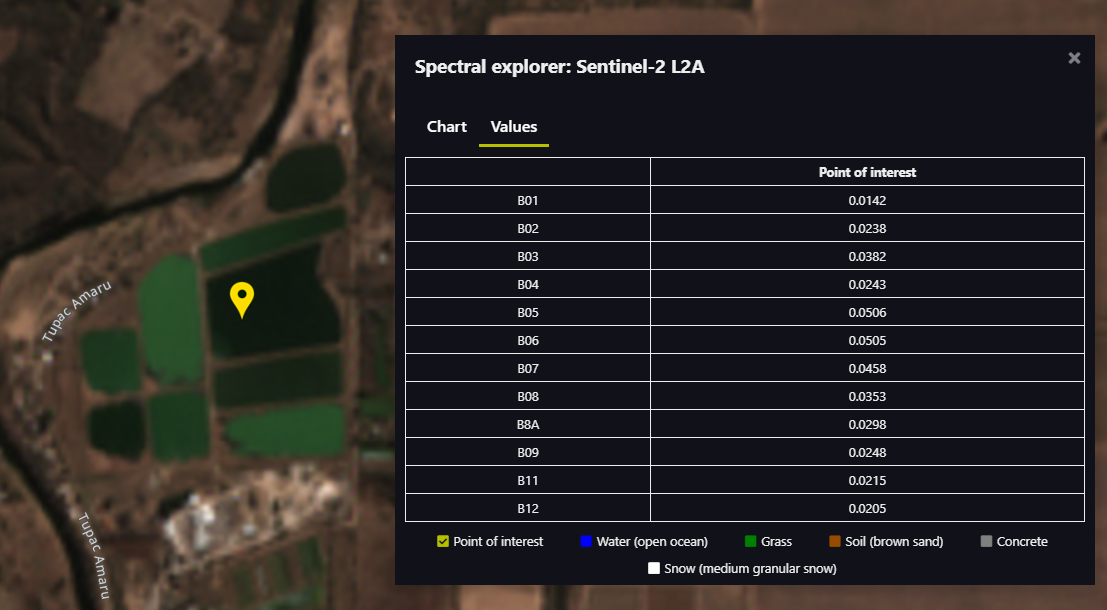 Spectral explorer: Sentinel-2 L2A
Chart Values
Point of interest
B01 0.0142
B02 0.0238
B03 0.0382
B04 0.0243
B05 0.0506
B06 0.0505
B07 0.0458
B08 0.0353
B8A 0.0298
B09 0.0248
B11 0.0215
B12 0.0205
Point of interest Water (open ocean) Grass Soil (brown sand) Concrete
Snow (medium granular snow)
Tupac Amaru
Tupac Amaru